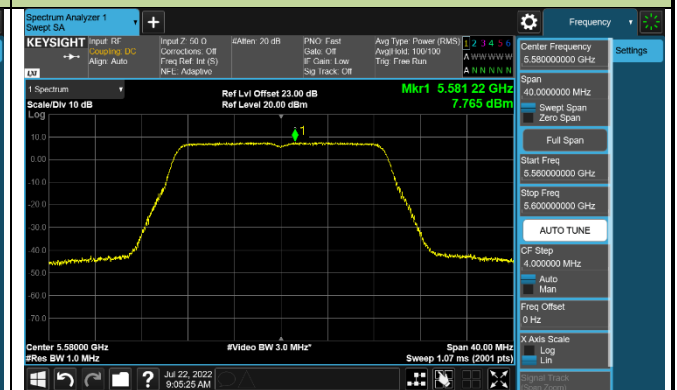 Spectrum Analyzer 1
Swept SA
Frequency
KEYSIGHT
Input: RF
Coupling: DC
Align: Auto
Input Z: 50 Ω
Corrections: Off
Freq Ref: Int (S)
NFE: Adaptive
#Atten: 20 dB
PNO: Fast
Gate: Off
IF Gain: Low
Sig Track: Off
Avg Type: Power (RMS)
Avg|Hold: 100/100
Trig: Free Run
1 2 3 4 5 6
A W W W W W
A N N N N N
LXI
Center Frequency
5.580000000 GHz
Settings
Span
40.0000000 MHz
Swept Span
Zero Span
Full Span
Start Freq
5.560000000 GHz
Stop Freq
5.600000000 GHz
AUTO TUNE
CF Step
4.000000 MHz
Auto
Man
Freq Offset
0 Hz
X Axis Scale
Log
Lin
Signal Track
(Span Zoom)
1 Spectrum
Scale/Div 10 dB
Log
Ref Lvl Offset 23.00 dB
Ref Level 20.00 dBm
Mkr1 5.581 22 GHz
7.765 dBm
1
10.0
0.00
-10.0
-20.0
-30.0
-40.0
-50.0
-60.0
-70.0
Center 5.58000 GHz
#Res BW 1.0 MHz
#Video BW 3.0 MHz*
Span 40.00 MHz
Sweep 1.07 ms (2001 pts)
Jul 22, 2022
9:05:25 AM